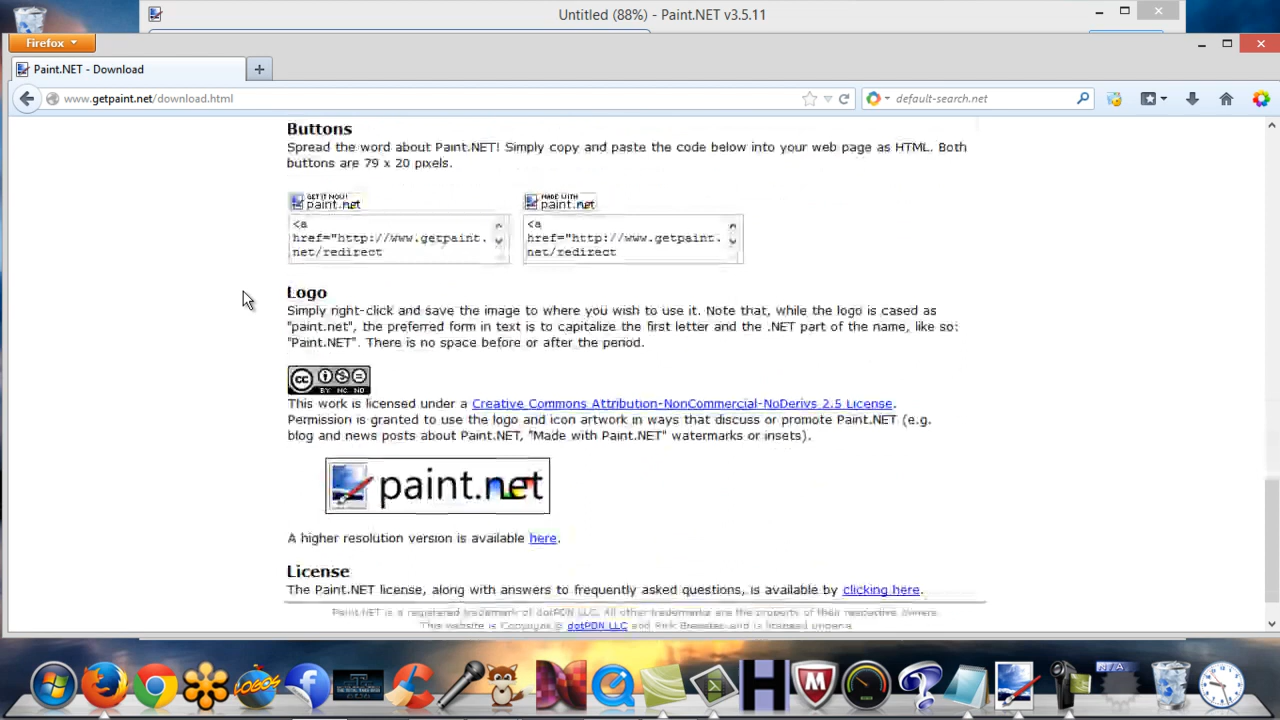 Untitled (88%) - Paint.NET v3.5.11
Firefox
Paint.NET - Download
www.getpaint.net/download.html
default-search.net
Buttons
Spread the word about Paint.NET! Simply copy and paste the code below into your web page as HTML. Both
buttons are 79 x 20 pixels.
GET IT NOW!
paint.net
MADE WITH
paint.net
<a
href="http://www.getpaint.
net/redirect
<a
href="http://www.getpaint.
net/redirect
Logo
Simply right-click and save the image to where you wish to use it. Note that, while the logo is cased as
"paint.net", the preferred form in text is to capitalize the first letter and the .NET part of the name, like so:
"Paint.NET". There is no space before or after the period.
CC
BY NC ND
This work is licensed under a Creative Commons Attribution-NonCommercial-NoDerivs 2.5 License.
Permission is granted to use the logo and icon artwork in ways that discuss or promote Paint.NET (e.g.
blog and news posts about Paint.NET, "Made with Paint.NET" watermarks or insets).
paint.net
A higher resolution version is available here.
License
The Paint.NET license, along with answers to frequently asked questions, is available by clicking here.
Paint.NET is a registered trademark of dotPDN LLC. All other trademarks are the property of their respective owners.
This website is Copyright © dotPDN LLC and Rick Brewster, and is licensed under a
LOGOS
N/A